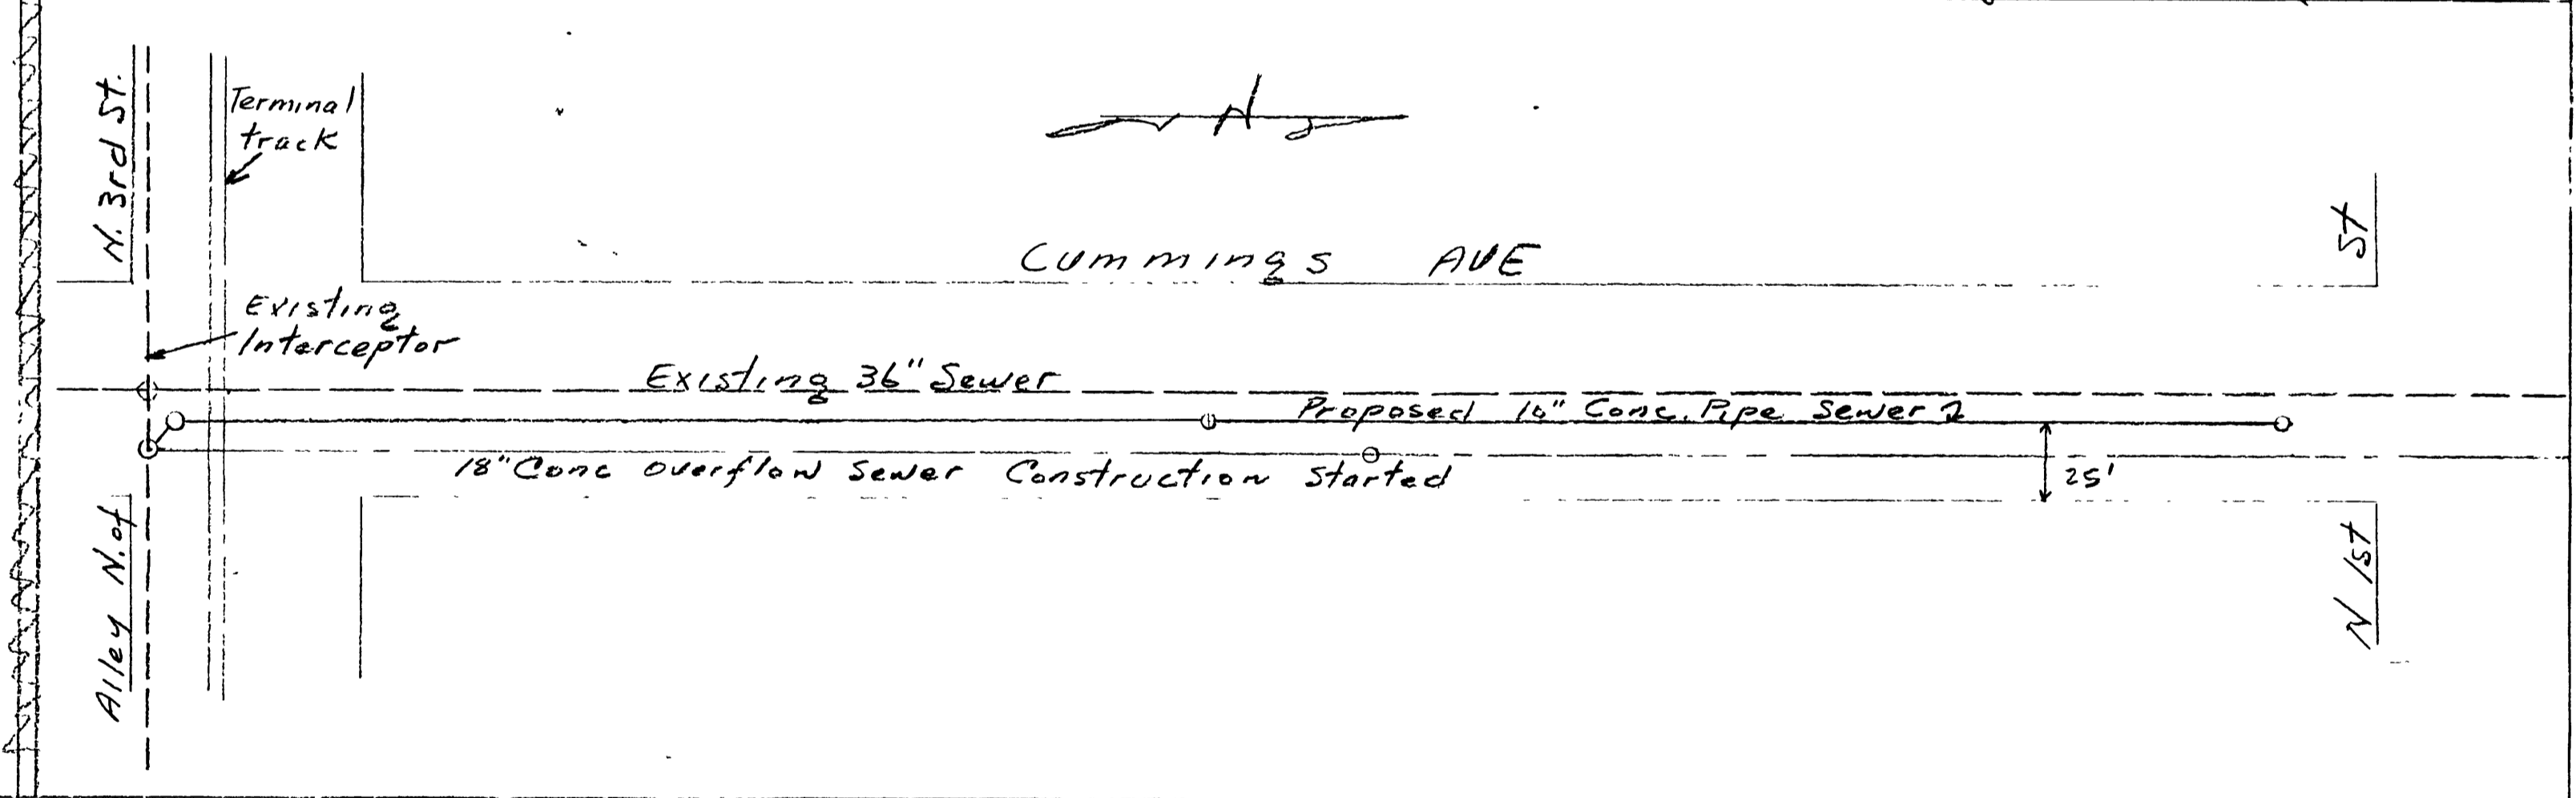 N. 3rd St.
Alley N. of
Terminal
track
N
Cummings AVE
St
N 1st
Existing
Interceptor
Existing 36" Sewer
Proposed 10" Conc. Pipe Sewer
18" Conc overflow Sewer Construction Started
25'